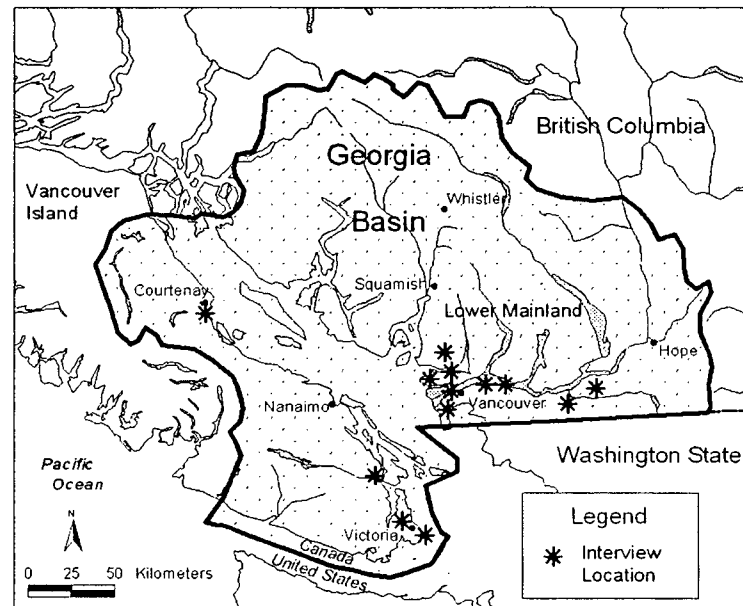 British Columbia
Georgia
Basin
Vancouver
Island
Whistler
Courtenay
Squamish
Lower Mainland
Hope
Nanaimo
Vancouver
Washington State
Pacific
Ocean
N
Victoria
Canada
United States
0 25 50 Kilometers
Legend
Interview
Location